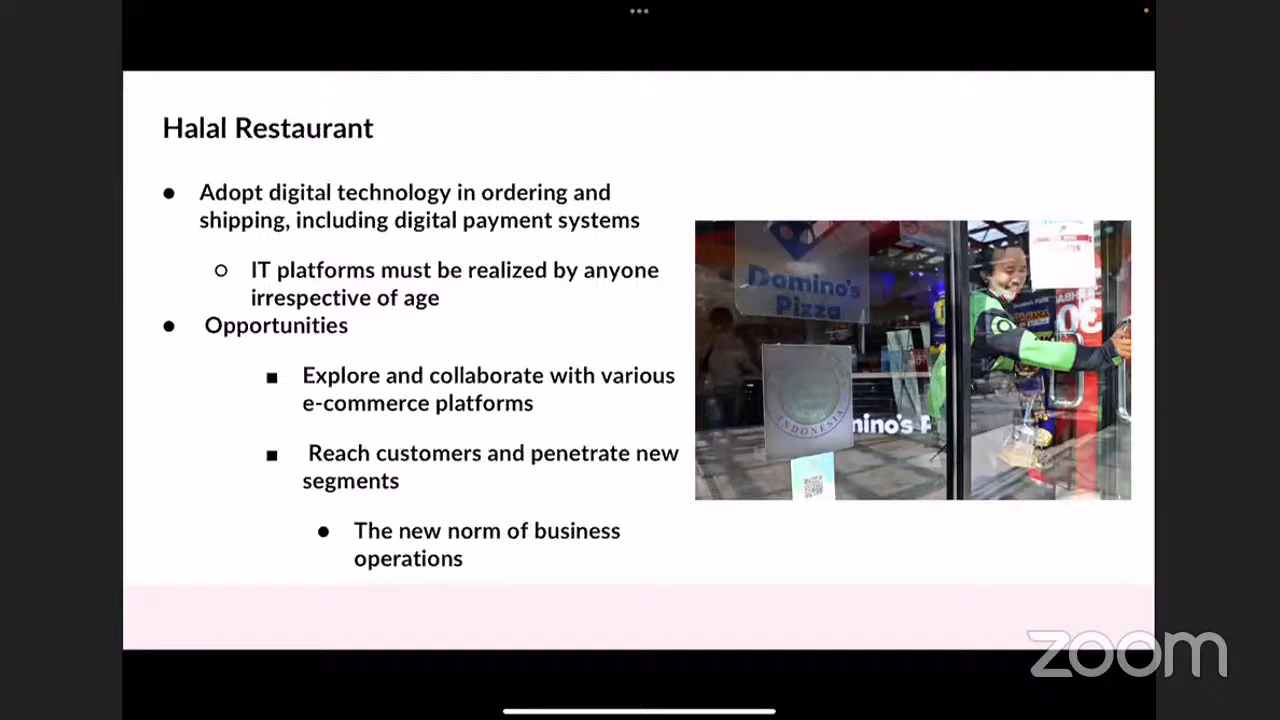 Halal Restaurant
● Adopt digital technology in ordering and
shipping, including digital payment systems
○ IT platforms must be realized by anyone
irrespective of age
● Opportunities
■ Explore and collaborate with various
e-commerce platforms
■ Reach customers and penetrate new
segments
● The new norm of business
operations
Domino's
Pizza
INDONESIA
mino's P
zoom